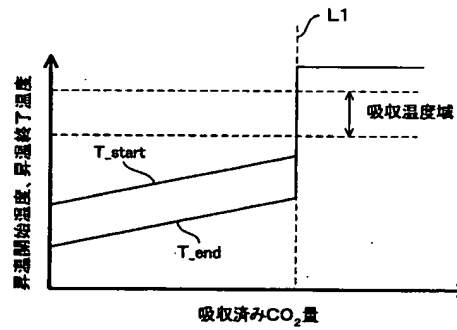 L1
昇温開始温度、昇温終了温度
吸収温度域
T_start
T_end
吸収済みCO₂量